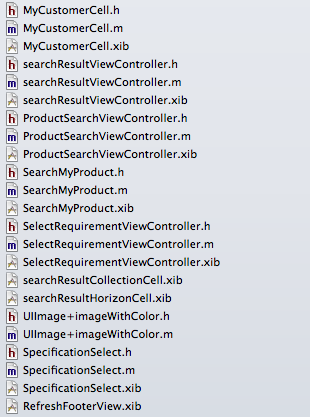 MyCustomerCell.h
MyCustomerCell.m
MyCustomerCell.xib
searchResultViewController.h
searchResultViewController.m
searchResultViewController.xib
ProductSearchViewController.h
ProductSearchViewController.m
ProductSearchViewController.xib
SearchMyProduct.h
SearchMyProduct.m
SearchMyProduct.xib
SelectRequirementViewController.h
SelectRequirementViewController.m
SelectRequirementViewController.xib
searchResultCollectionCell.xib
searchResultHorizonCell.xib
UIImage+imageWithColor.h
UIImage+imageWithColor.m
SpecificationSelect.h
SpecificationSelect.m
SpecificationSelect.xib
RefreshFooterView.xib